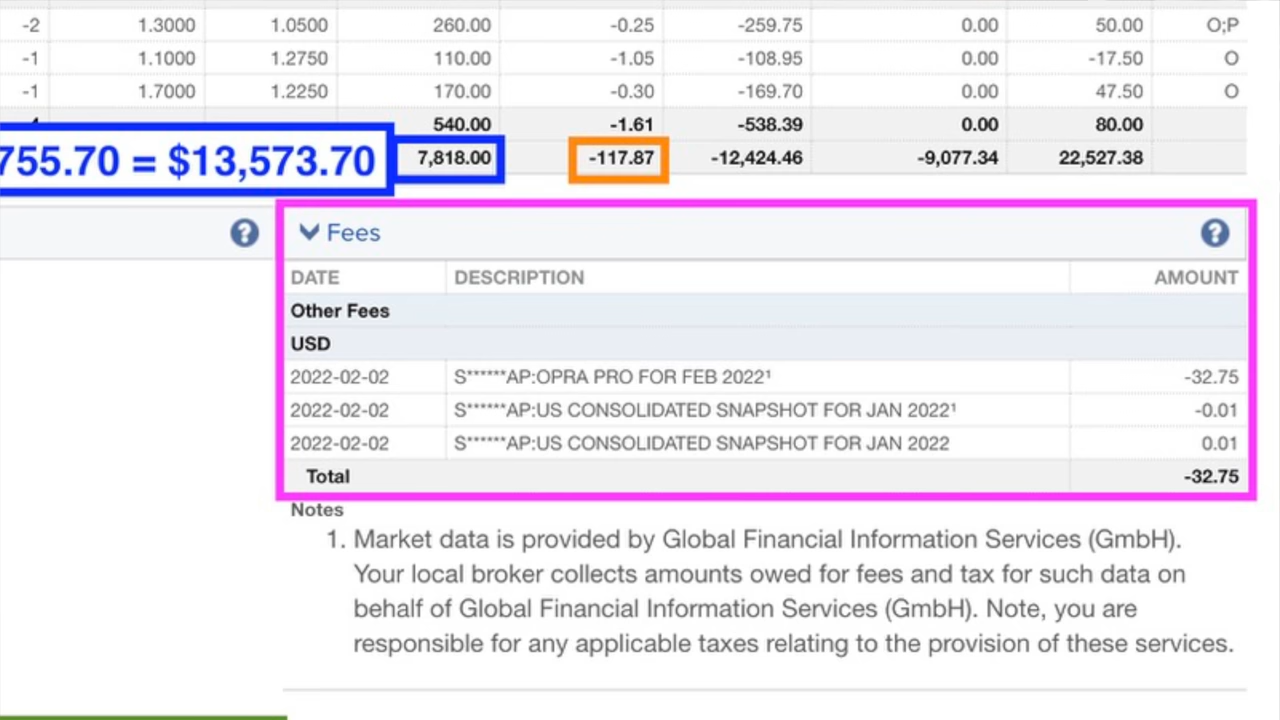 -2 1.3000 1.0500 260.00 -0.25 -259.75 0.00 50.00 O;P
-1 1.1000 1.2750 110.00 -1.05 -108.95 0.00 -17.50 O
-1 1.7000 1.2250 170.00 -0.30 -169.70 0.00 47.50 O
540.00 -1.61 -538.39 0.00 80.00
755.70 = $13,573.70 7,818.00 -117.87 -12,424.46 -9,077.34 22,527.38
? Fees ?
DATE DESCRIPTION AMOUNT
Other Fees
USD
2022-02-02 S******AP:OPRA PRO FOR FEB 2022¹ -32.75
2022-02-02 S******AP:US CONSOLIDATED SNAPSHOT FOR JAN 2022¹ -0.01
2022-02-02 S******AP:US CONSOLIDATED SNAPSHOT FOR JAN 2022 0.01
Total -32.75
Notes
1. Market data is provided by Global Financial Information Services (GmbH).
Your local broker collects amounts owed for fees and tax for such data on
behalf of Global Financial Information Services (GmbH). Note, you are
responsible for any applicable taxes relating to the provision of these services.